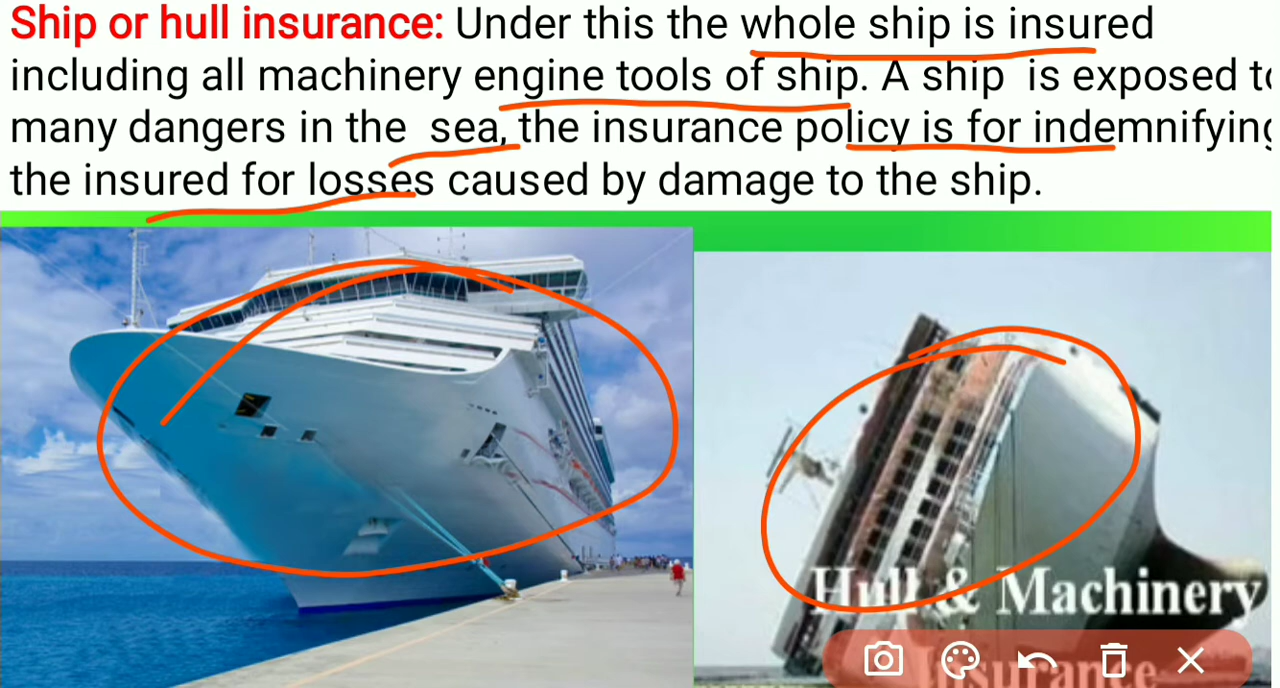 Ship or hull insurance: Under this the whole ship is insured
including all machinery engine tools of ship. A ship is exposed to
many dangers in the sea, the insurance policy is for indemnifying
the insured for losses caused by damage to the ship.
Hull & Machinery
Insurance